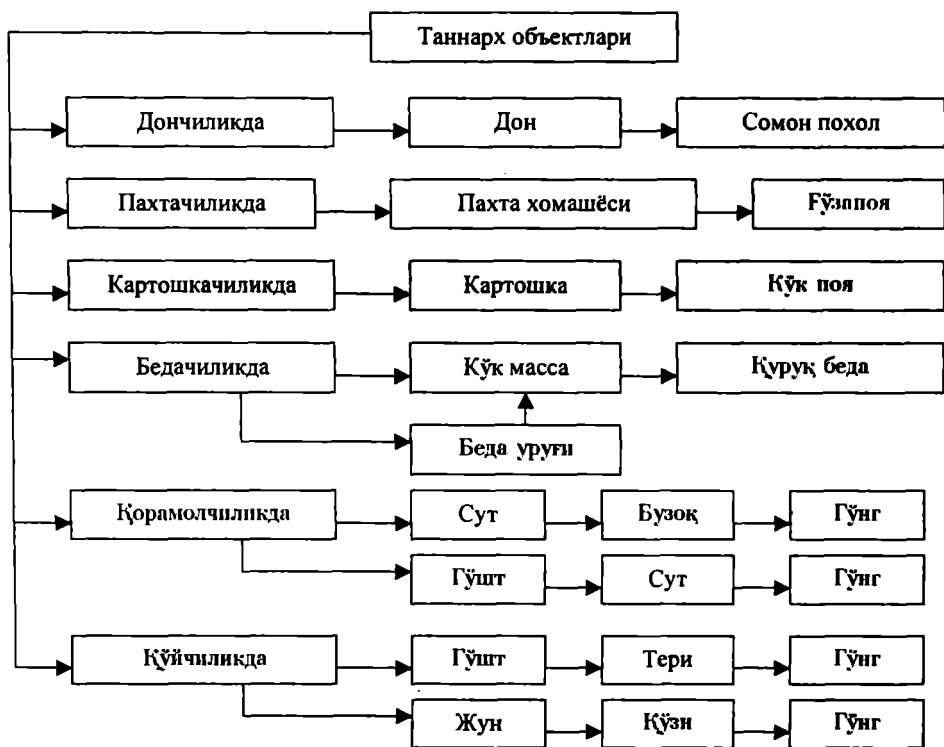 Таннарх объектлари
Дончиликда
Дон
Сомон похол
Пахтачиликда
Пахта хомашёси
Ғўзапоя
Картошкачиликда
Картошка
Кўк поя
Бедачиликда
Кўк масса
Қуруқ беда
Беда уруғи
Қорамолчиликда
Сут
Бузоқ
Гўнг
Гўшт
Сут
Гўнг
Қўйчиликда
Гўшт
Тери
Гўнг
Жун
Қўзи
Гўнг